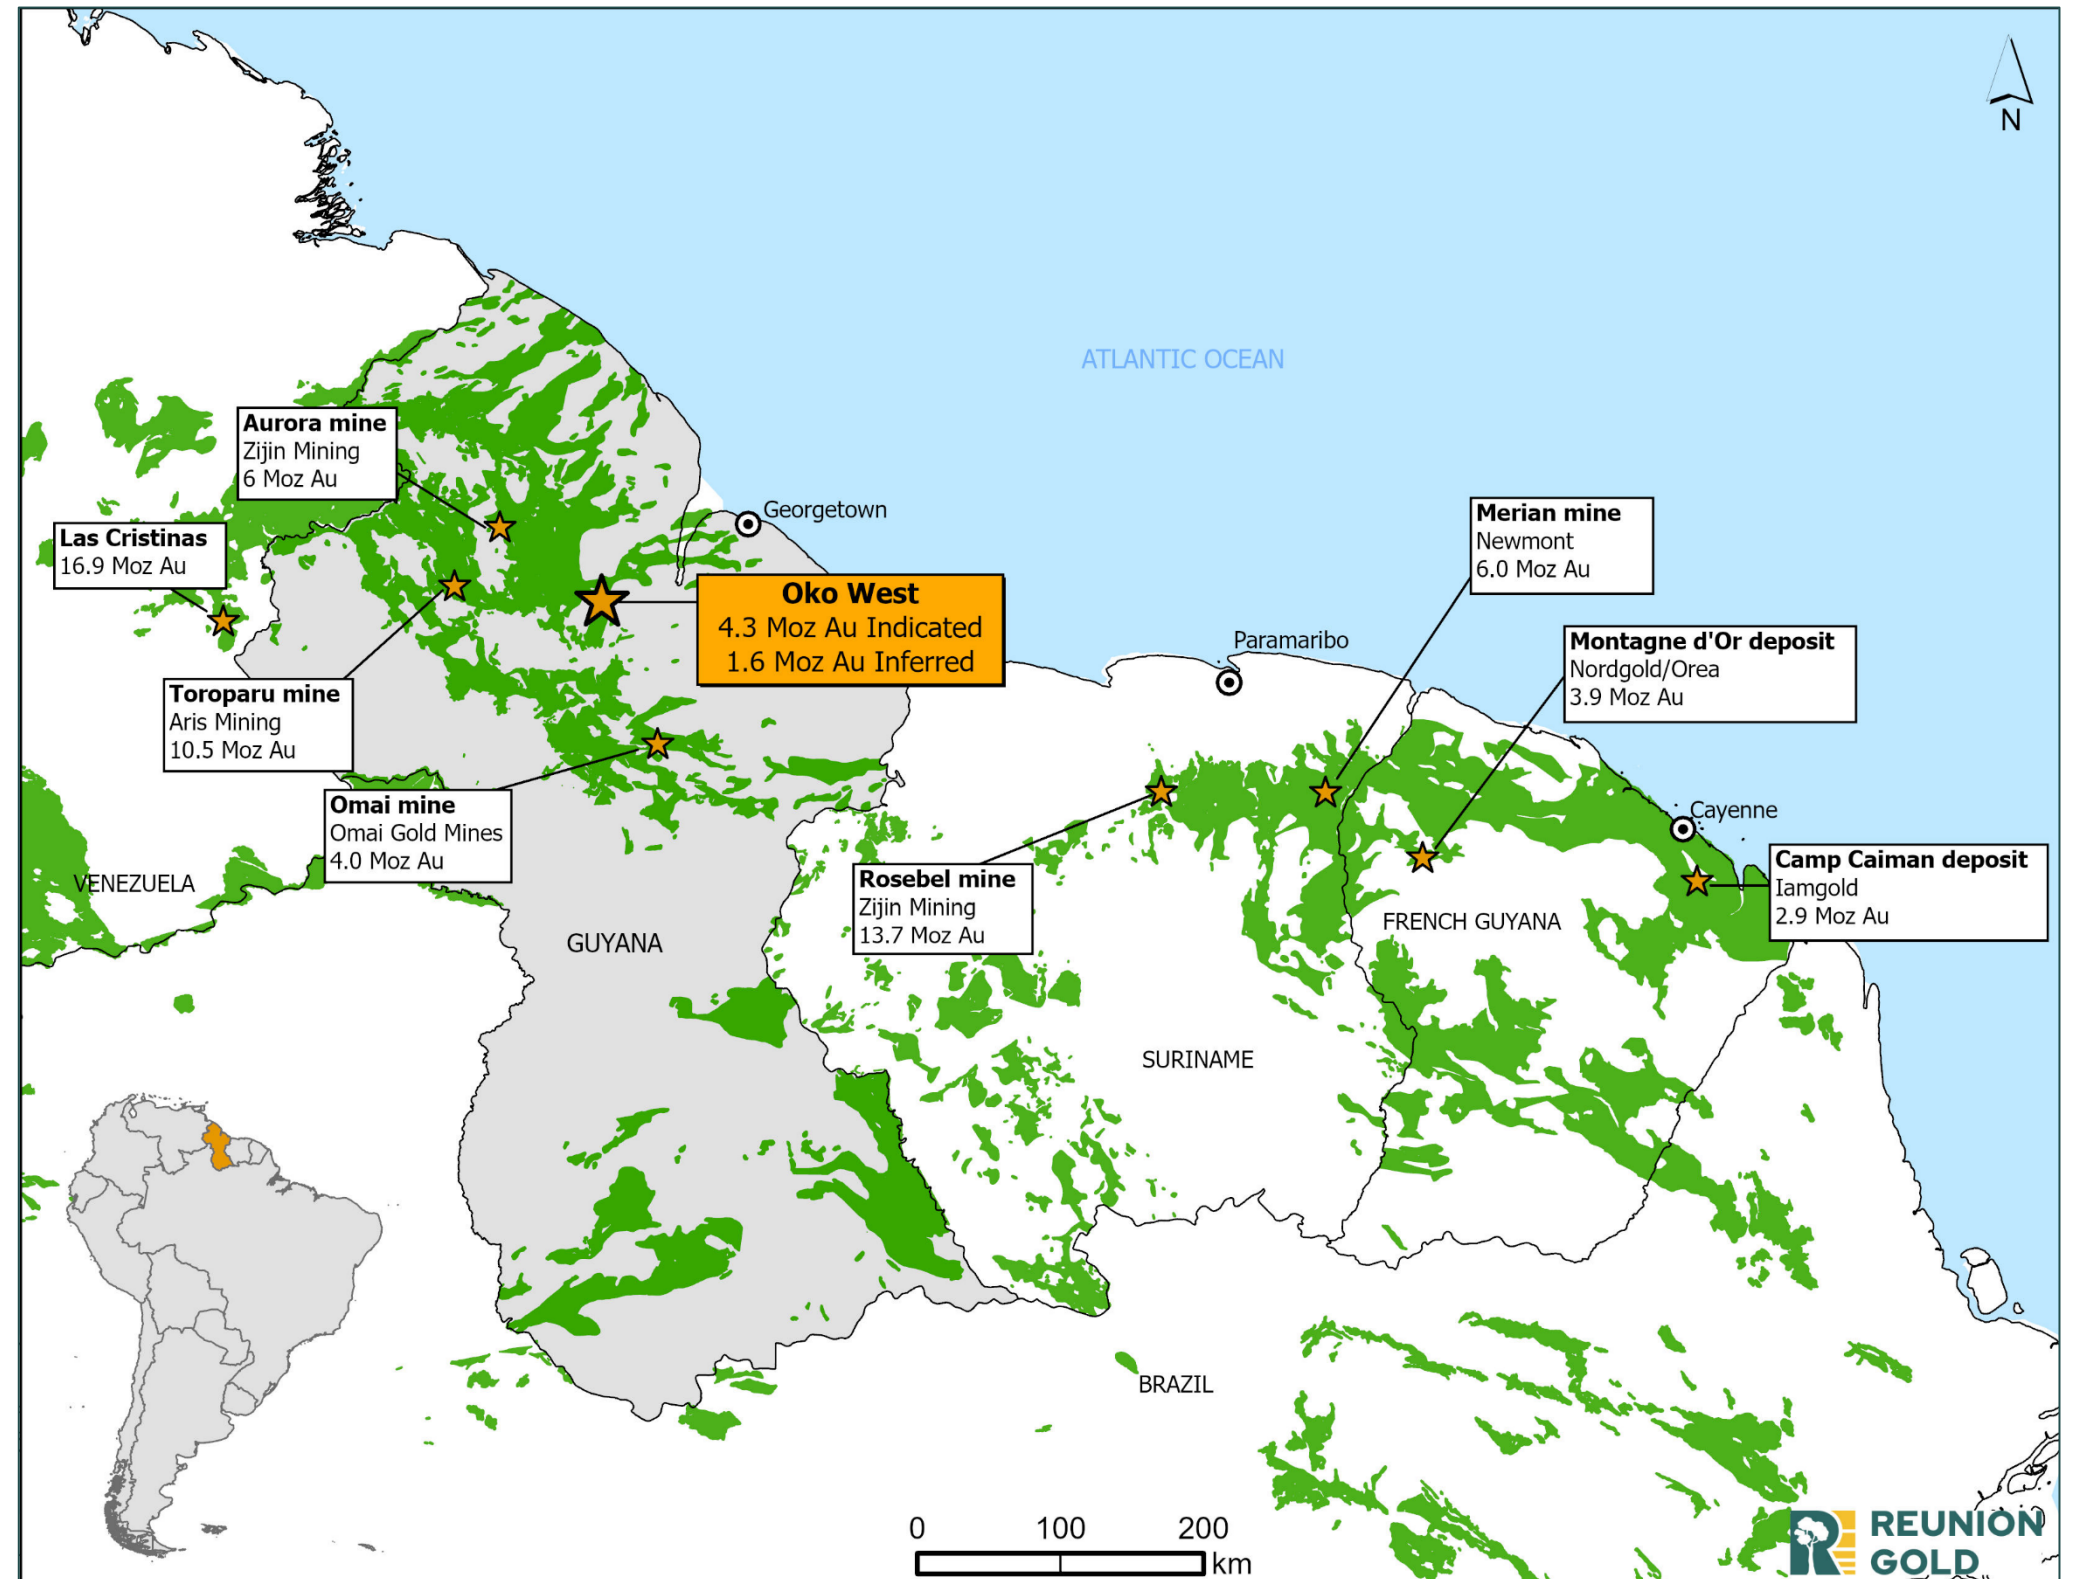 N
ATLANTIC OCEAN
Aurora mine
Zijin Mining
6 Moz Au
Georgetown
Las Cristinas
16.9 Moz Au
Merian mine
Newmont
6.0 Moz Au
Oko West
4.3 Moz Au Indicated
1.6 Moz Au Inferred
Paramaribo
Montagne d'Or deposit
Nordgold/Orea
3.9 Moz Au
Toroparu mine
Aris Mining
10.5 Moz Au
Omai mine
Omai Gold Mines
4.0 Moz Au
Cayenne
Camp Caiman deposit
Iamgold
2.9 Moz Au
Rosebel mine
Zijin Mining
13.7 Moz Au
VENEZUELA
GUYANA
FRENCH GUYANA
SURINAME
BRAZIL
0 100 200
km
REUNION
GOLD